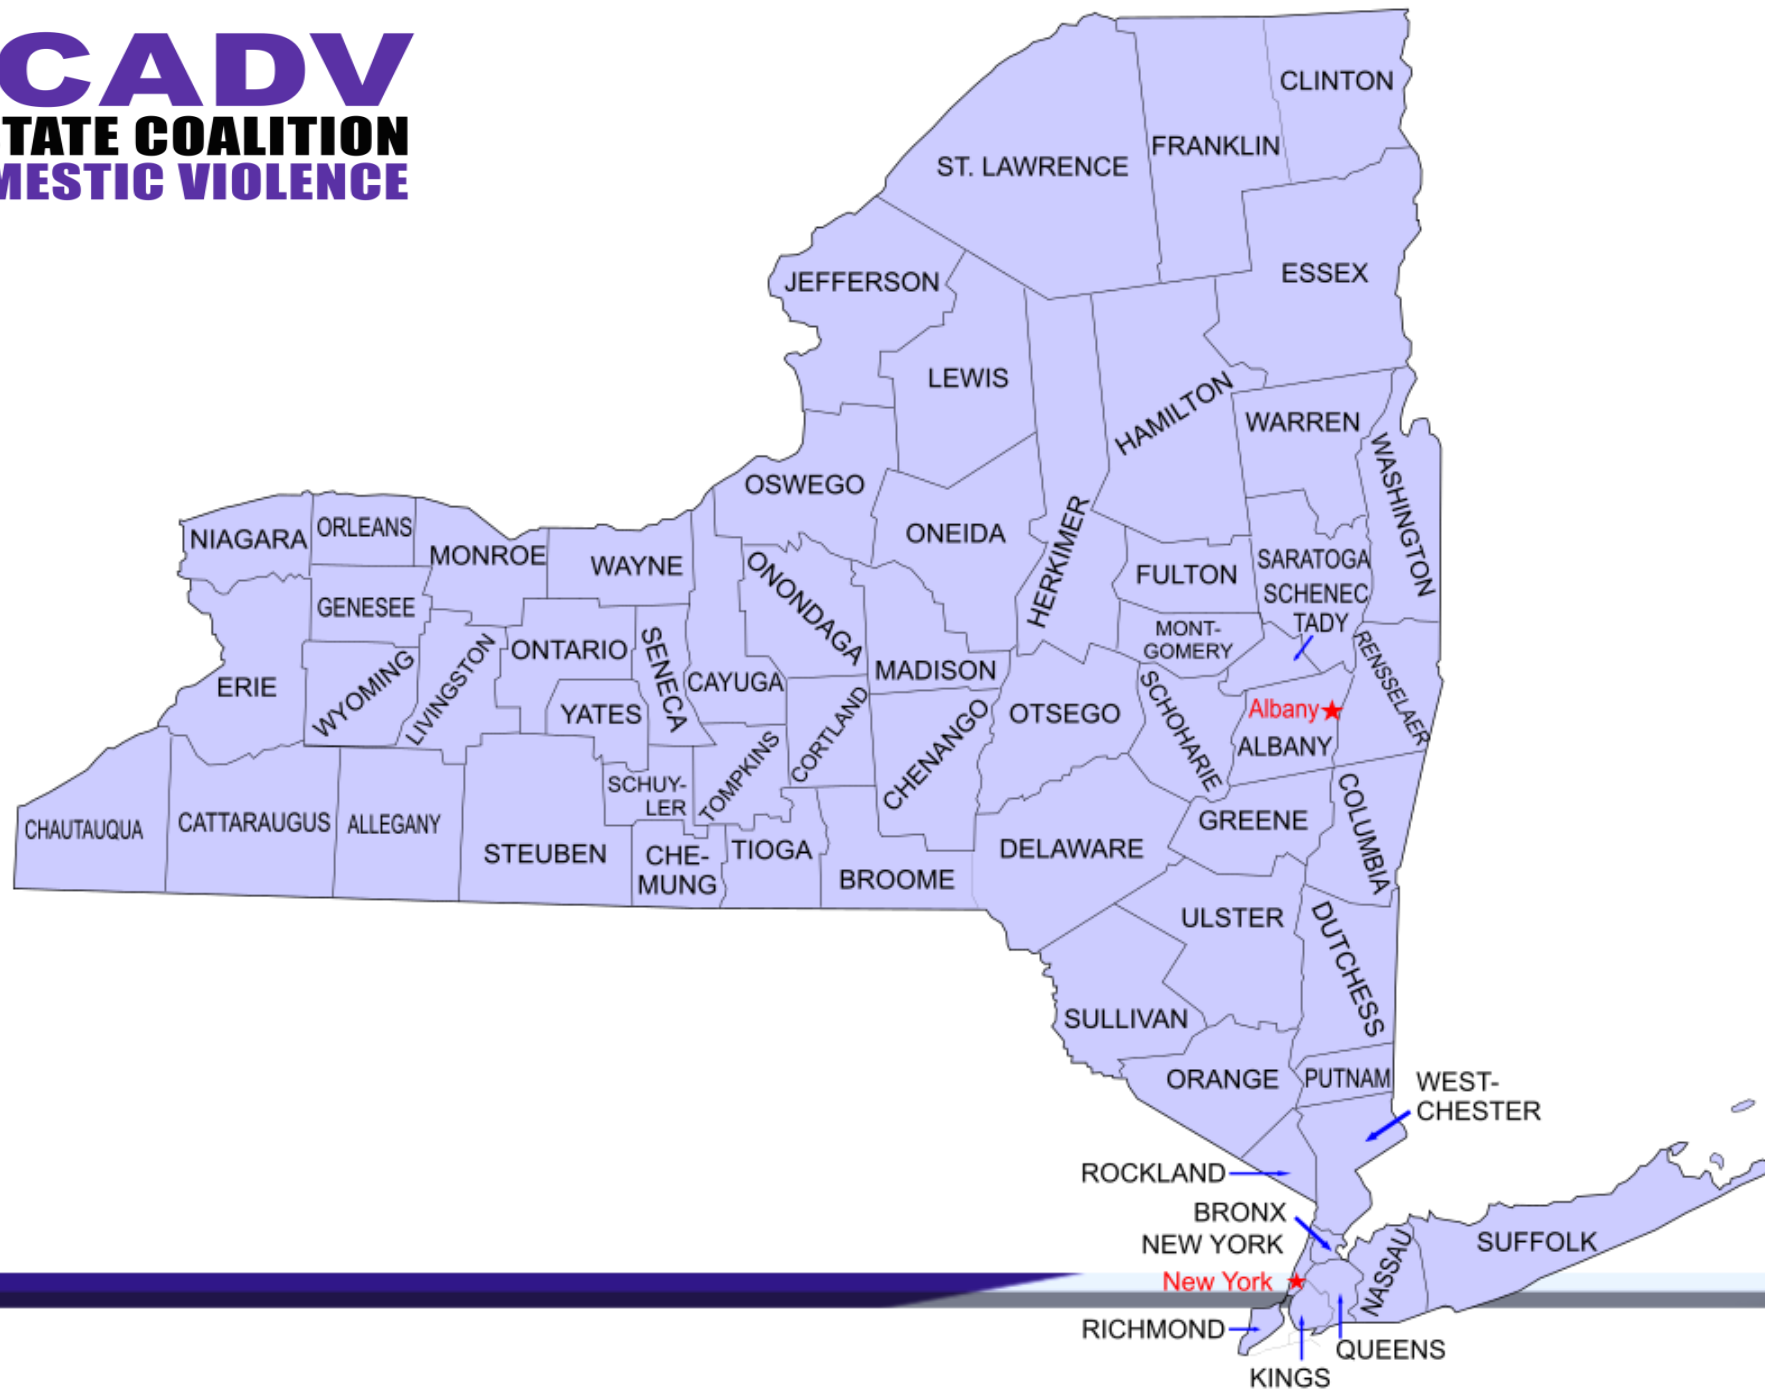 CADV
TATE COALITION
MESTIC VIOLENCE
CLINTON
FRANKLIN
ST. LAWRENCE
ESSEX
JEFFERSON
LEWIS
HAMILTON
WARREN
WASHINGTON
OSWEGO
ONEIDA
HERKIMER
NIAGARA
ORLEANS
MONROE
WAYNE
ONONDAGA
FULTON
SARATOGA
SCHENEC
TADY
GENESEE
MONT-
GOMERY
RENSSELAER
ERIE
WYOMING
LIVINGSTON
ONTARIO
SENECA
CAYUGA
MADISON
YATES
CORTLAND
CHENANGO
OTSEGO
SCHOHARIE
Albany
ALBANY
SCHUY-
LER
TOMPKINS
CHAUTAUQUA
CATTARAUGUS
ALLEGANY
STEUBEN
CHE-
MUNG
TIOGA
BROOME
DELAWARE
GREENE
COLUMBIA
ULSTER
DUTCHESS
SULLIVAN
ORANGE
PUTNAM
WEST-
CHESTER
ROCKLAND
BRONX
NEW YORK
New York
NASSAU
SUFFOLK
RICHMOND
QUEENS
KINGS